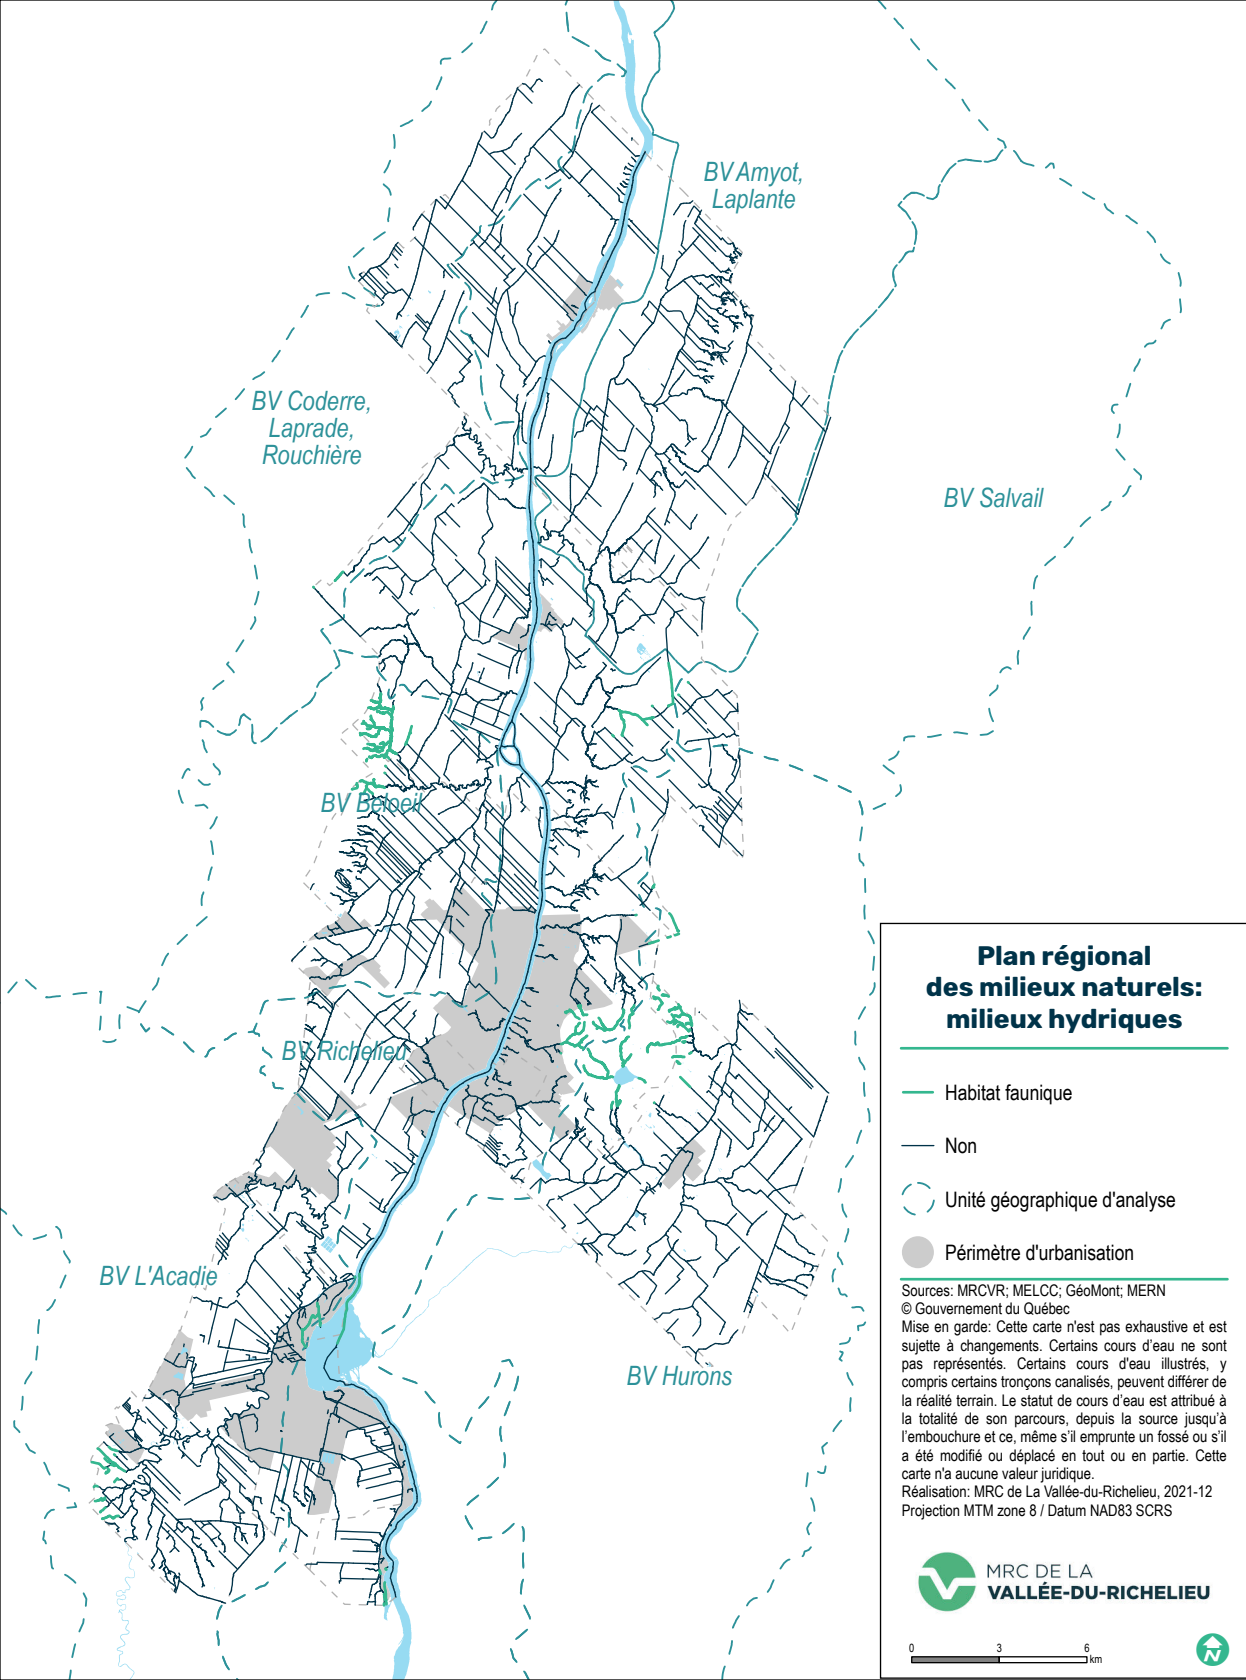 BV Amyot,
Laplante
BV Coderre,
Laprade,
Rouchière
BV Salvail
BV Beloeil
BV Richelieu
BV L'Acadie
BV Hurons
Plan régional
des milieux naturels:
milieux hydriques
Habitat faunique
Non
Unité géographique d'analyse
Périmètre d'urbanisation
Sources: MRCVR; MELCC; GéoMont; MERN
© Gouvernement du Québec
Mise en garde: Cette carte n'est pas exhaustive et est
sujette à changements. Certains cours d'eau ne sont
pas représentés. Certains cours d'eau illustrés, y
compris certains tronçons canalisés, peuvent différer de
la réalité terrain. Le statut de cours d'eau est attribué à
la totalité de son parcours, depuis la source jusqu'à
l'embouchure et ce, même s'il emprunte un fossé ou s'il
a été modifié ou déplacé en tout ou en partie. Cette
carte n'a aucune valeur juridique.
Réalisation: MRC de La Vallée-du-Richelieu, 2021-12
Projection MTM zone 8 / Datum NAD83 SCRS
MRC DE LA
VALLÉE-DU-RICHELIEU
0 3 6
km
N